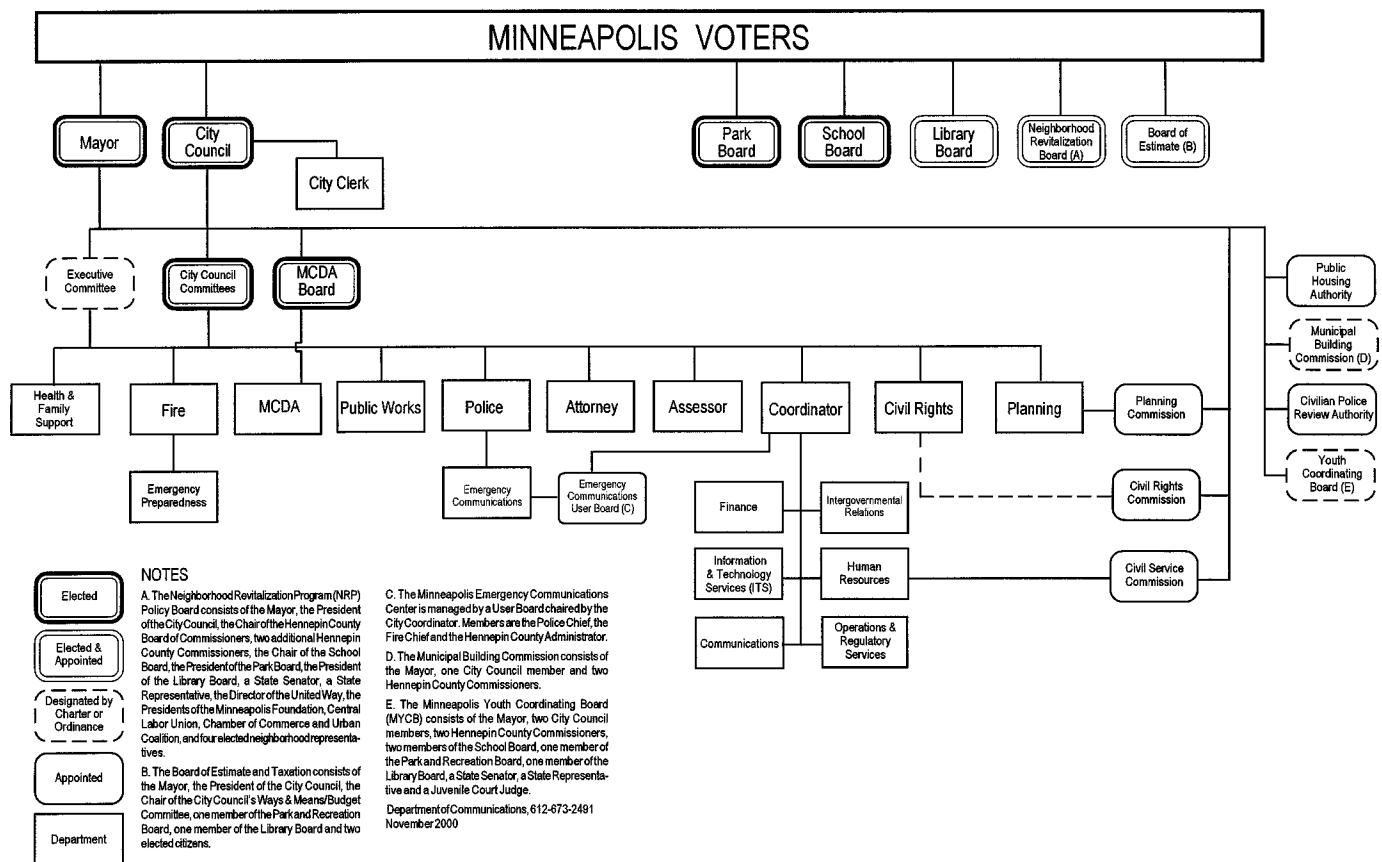 MINNEAPOLIS VOTERS
Mayor
City
Council
City Clerk
Park
Board
School
Board
Library
Board
Neighborhood
Revitalization
Board (A)
Board of
Estimate (B)
Executive
Committee
City Council
Committees
MCDA
Board
Public
Housing
Authority
Municipal
Building
Commission (D)
Civilian Police
Review Authority
Youth
Coordinating
Board (E)
Health &
Family
Support
Fire
MCDA
Public Works
Police
Attorney
Assessor
Coordinator
Civil Rights
Planning
Planning
Commission
Emergency
Preparedness
Emergency
Communications
Emergency
Communications
User Board (C)
Finance
Intergovernmental
Relations
Civil Rights
Commission
Information
& Technology
Services (ITS)
Human
Resources
Civil Service
Commission
Communications
Operations &
Regulatory
Services
Elected
Elected &
Appointed
Designated by
Charter or
Ordinance
Appointed
Department
NOTES
A. The Neighborhood Revitalization Program (NRP)
Policy Board consists of the Mayor, the President
of the City Council, the Chair of the Hennepin County
Board of Commissioners, two additional Hennepin
County Commissioners, the Chair of the School
Board, the President of the Park Board, the President
of the Library Board, a State Senator, a State
Representative, the Director of the United Way, the
Presidents of the Minneapolis Foundation, Central
Labor Union, Chamber of Commerce and Urban
Coalition, and four elected neighborhood representa-
tives.
B. The Board of Estimate and Taxation consists of
the Mayor, the President of the City Council, the
Chair of the City Council's Ways & Means/Budget
Committee, one member of the Park and Recreation
Board, one member of the Library Board and two
elected citizens.
C. The Minneapolis Emergency Communications
Center is managed by a User Board chaired by the
City Coordinator. Members are the Police Chief, the
Fire Chief and the Hennepin County Administrator.
D. The Municipal Building Commission consists of
the Mayor, one City Council member and two
Hennepin County Commissioners.
E. The Minneapolis Youth Coordinating Board
(MYCB) consists of the Mayor, two City Council
members, two Hennepin County Commissioners,
two members of the School Board, one member of
the Park and Recreation Board, one member of the
Library Board, a State Senator, a State Representa-
tive and a Juvenile Court Judge.
Department of Communications, 612-673-2491
November 2000